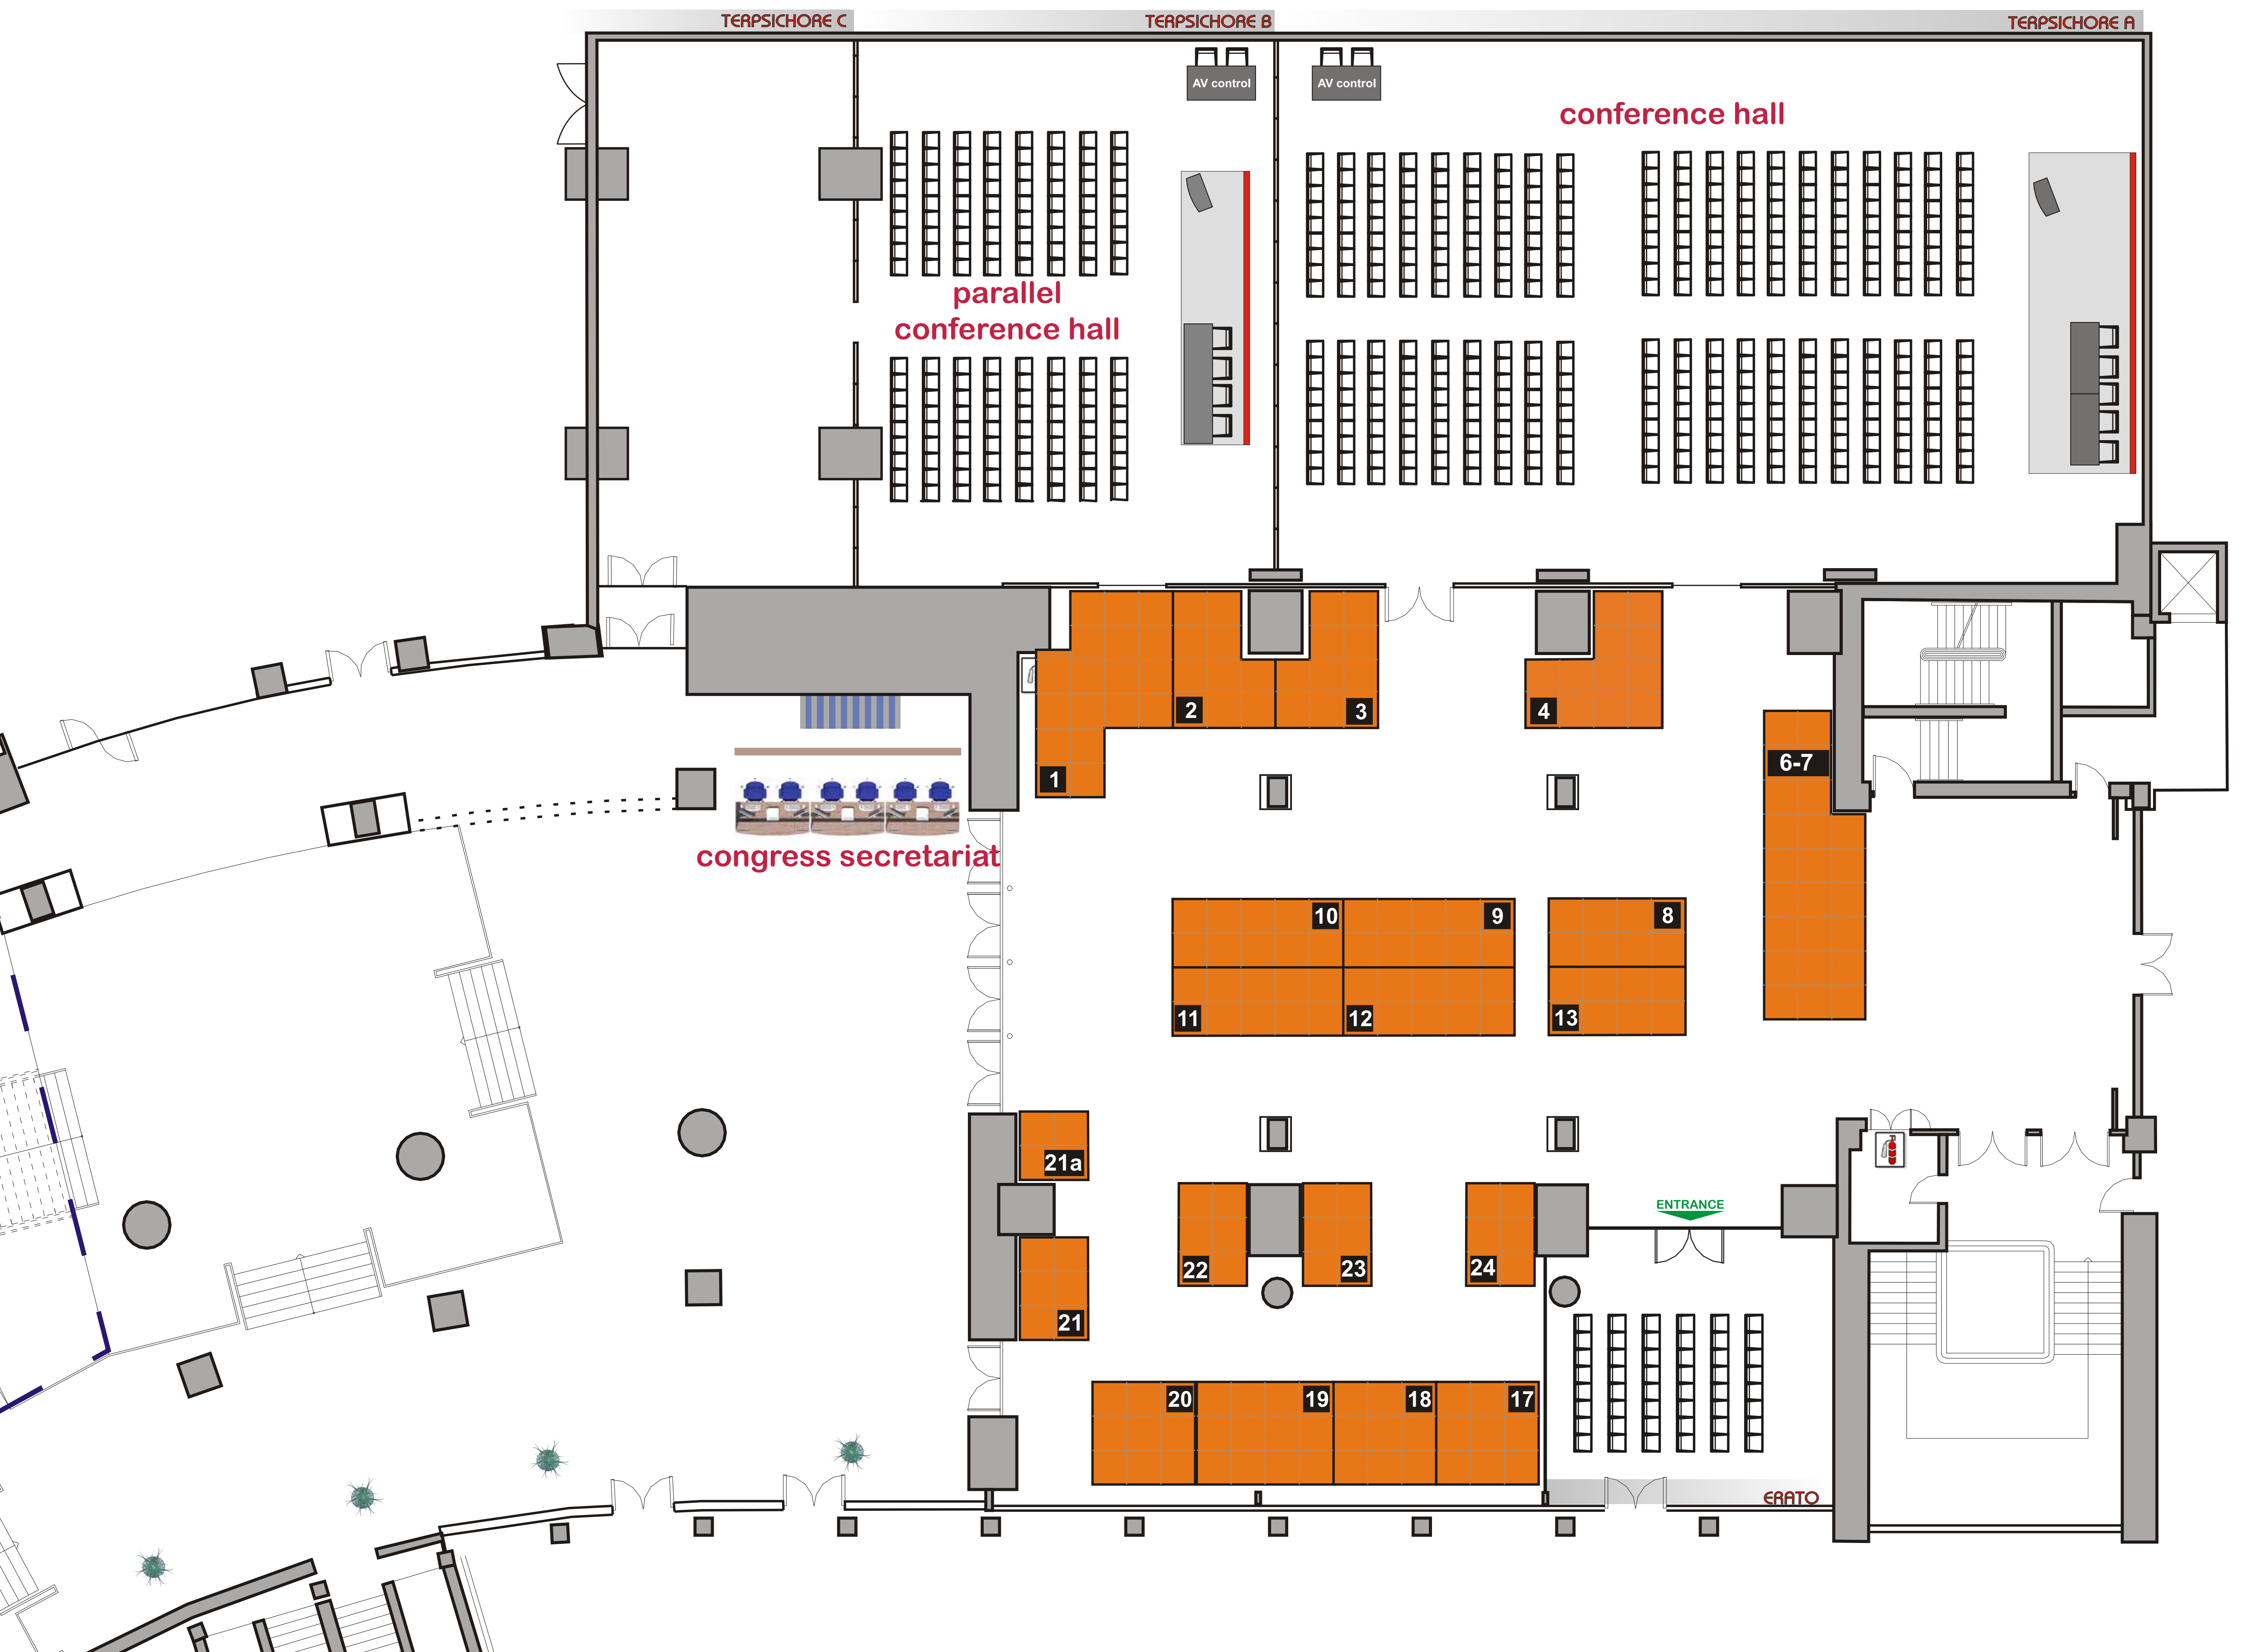 TERPSICHORE C
TERPSICHORE B
TERPSICHORE A
AV control
AV control
conference hall
parallel
conference hall
1
2
3
4
6-7
congress secretariat
10
9
8
11
12
13
21a
21
22
23
24
ENTRANCE
20
19
18
17
ERATO